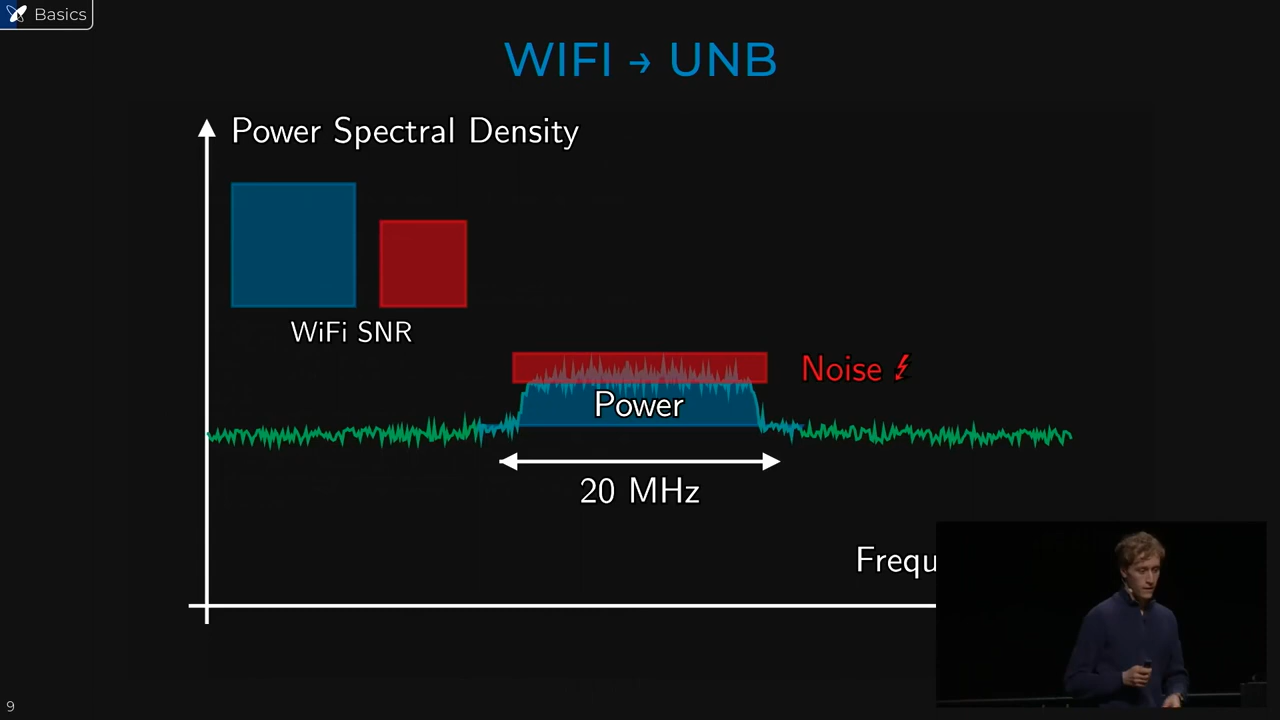 Basics
WIFI → UNB
Power Spectral Density
WiFi SNR
Noise
Power
20 MHz
Frequ
9